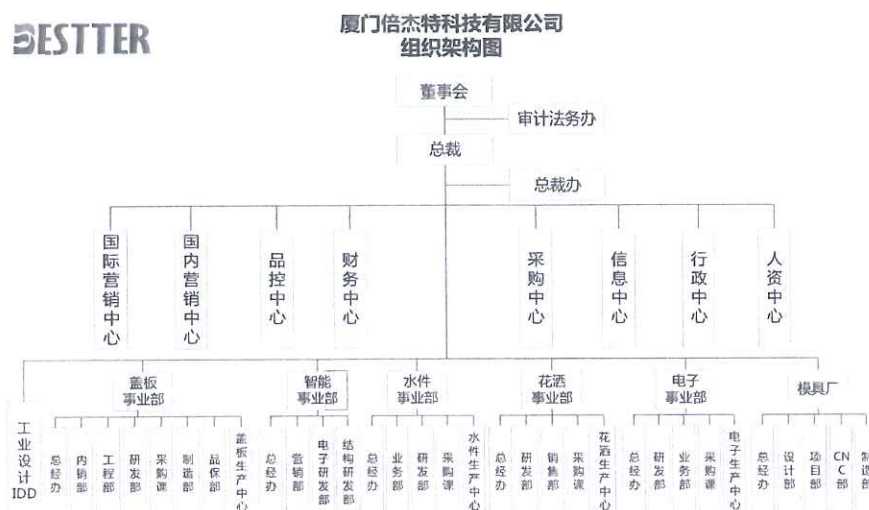 BESTTER
厦门倍杰特科技有限公司
组织架构图
董事会
审计法务办
总裁
总裁办
国际营销中心
国内营销中心
品控中心
财务中心
采购中心
信息中心
行政中心
人资中心
工业设计IDD
盖板
事业部
智能
事业部
水件
事业部
花洒
事业部
电子
事业部
模具厂
总经办
内销部
工程部
研发部
采购课
制造部
品保部
盖板生产中心
总经办
营销部
电子研发部
结构研发部
总经办
业务部
研发部
采购课
水件生产中心
总经办
研发部
销售部
采购课
花洒生产中心
总经办
研发部
业务部
采购课
电子生产中心
总经办
设计部
项目部
CNC部
制造部